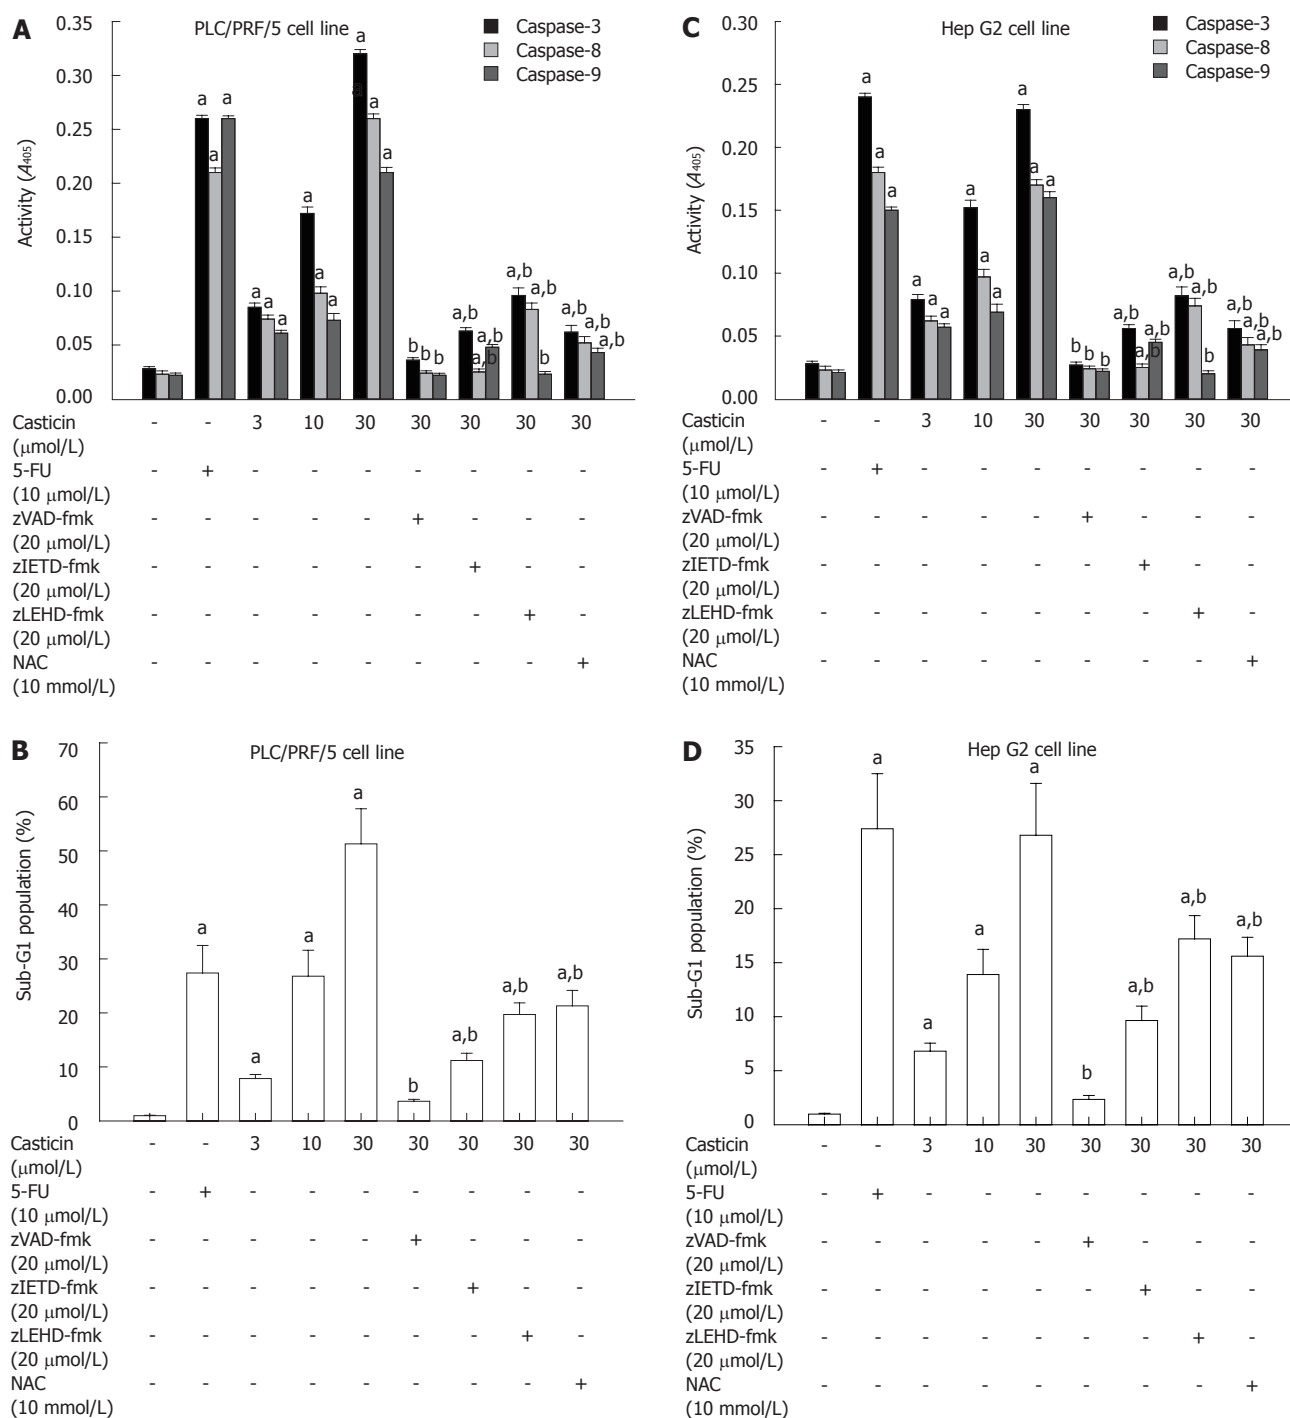 A
PLC/PRF/5 cell line
Caspase-3
Caspase-8
Caspase-9
Activity (A405)
0.35
0.30
0.25
0.20
0.15
0.10
0.05
0.00
a
a
a
a
a
a
a
a
a
a
a
a
b
b
b
a,b
a,b
a,b
a,b
a,b
b
a,b
a,b
a,b
Casticin - - 3 10 30 30 30 30 30
(μmol/L)
5-FU - + - - - - - - -
(10 μmol/L)
zVAD-fmk - - - - - + - - -
(20 μmol/L)
zIETD-fmk - - - - - - + - -
(20 μmol/L)
zLEHD-fmk - - - - - - - + -
(20 μmol/L)
NAC - - - - - - - - +
(10 mmol/L)
C
Hep G2 cell line
Caspase-3
Caspase-8
Caspase-9
Activity (A405)
0.30
0.25
0.20
0.15
0.10
0.05
0.00
a
a
a
a
a
a
a
a
a
a
a
a
b
b
b
a,b
a,b
a,b
a,b
a,b
b
a,b
a,b
a,b
Casticin - - 3 10 30 30 30 30 30
(μmol/L)
5-FU - + - - - - - - -
(10 μmol/L)
zVAD-fmk - - - - - + - - -
(20 μmol/L)
zIETD-fmk - - - - - - + - -
(20 μmol/L)
zLEHD-fmk - - - - - - - + -
(20 μmol/L)
NAC - - - - - - - - +
(10 mmol/L)
B
PLC/PRF/5 cell line
Sub-G1 population (%)
70
60
50
40
30
20
10
0
a
a
a
a
b
a,b
a,b
a,b
Casticin - - 3 10 30 30 30 30 30
(μmol/L)
5-FU - + - - - - - - -
(10 μmol/L)
zVAD-fmk - - - - - + - - -
(20 μmol/L)
zIETD-fmk - - - - - - + - -
(20 μmol/L)
zLEHD-fmk - - - - - - - + -
(20 μmol/L)
NAC - - - - - - - - +
(10 mmol/L)
D
Hep G2 cell line
Sub-G1 population (%)
35
30
25
20
15
10
5
0
a
a
a
a
b
a,b
a,b
a,b
Casticin - - 3 10 30 30 30 30 30
(μmol/L)
5-FU - + - - - - - - -
(10 μmol/L)
zVAD-fmk - - - - - + - - -
(20 μmol/L)
zIETD-fmk - - - - - - + - -
(20 μmol/L)
zLEHD-fmk - - - - - - - + -
(20 μmol/L)
NAC - - - - - - - - +
(10 mmol/L)